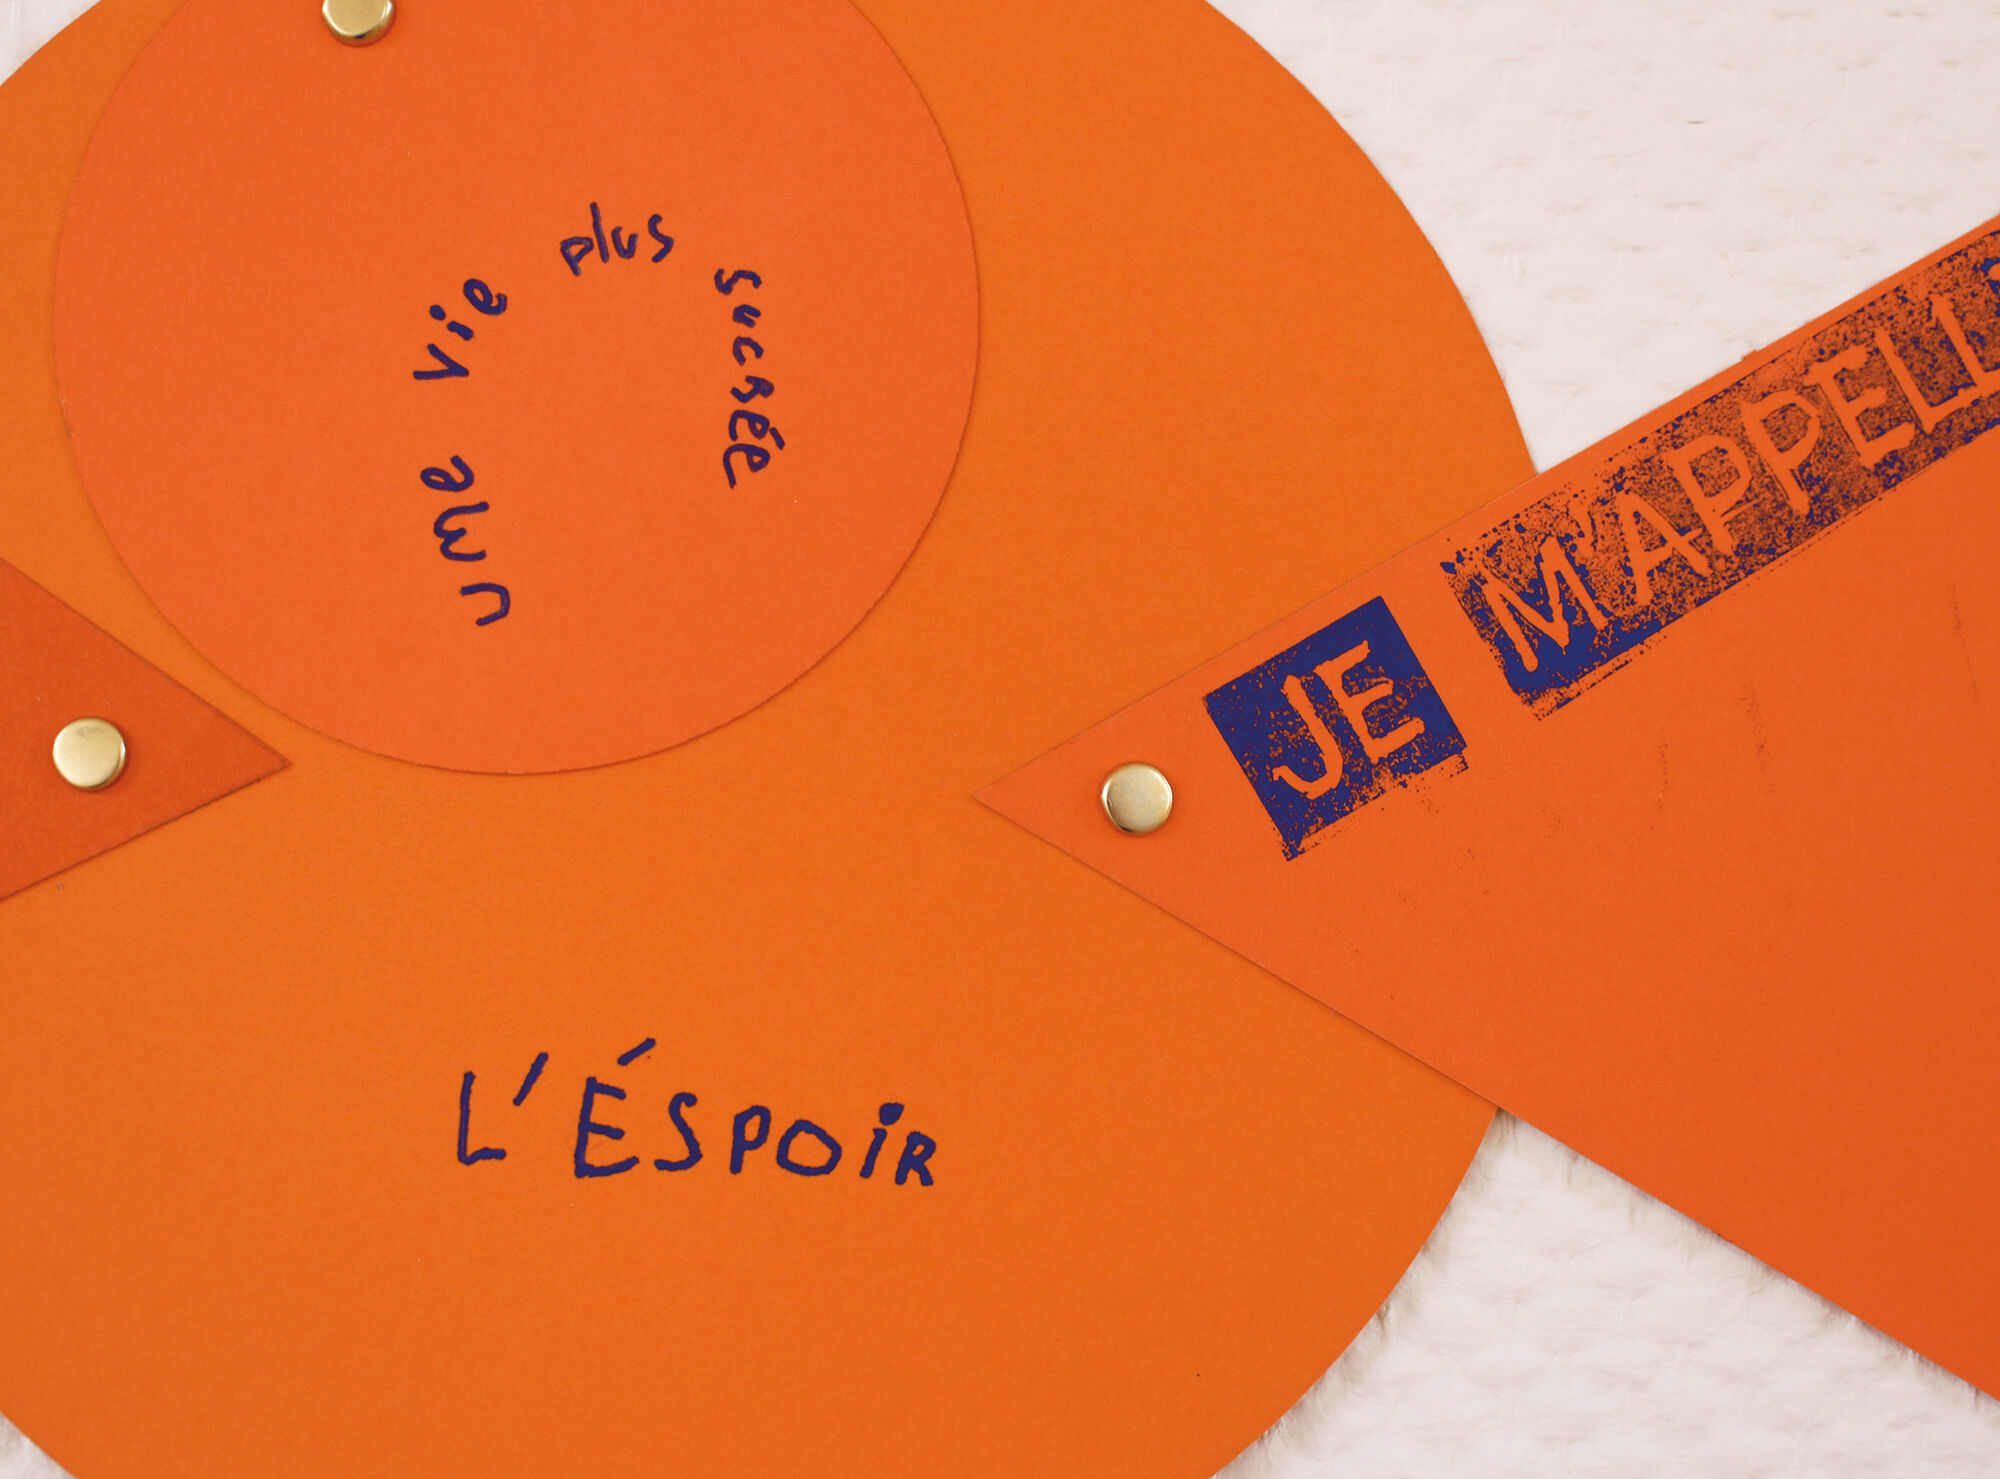 une vie plus sucrée
JE M'APPELL
L'ÉSPOIR